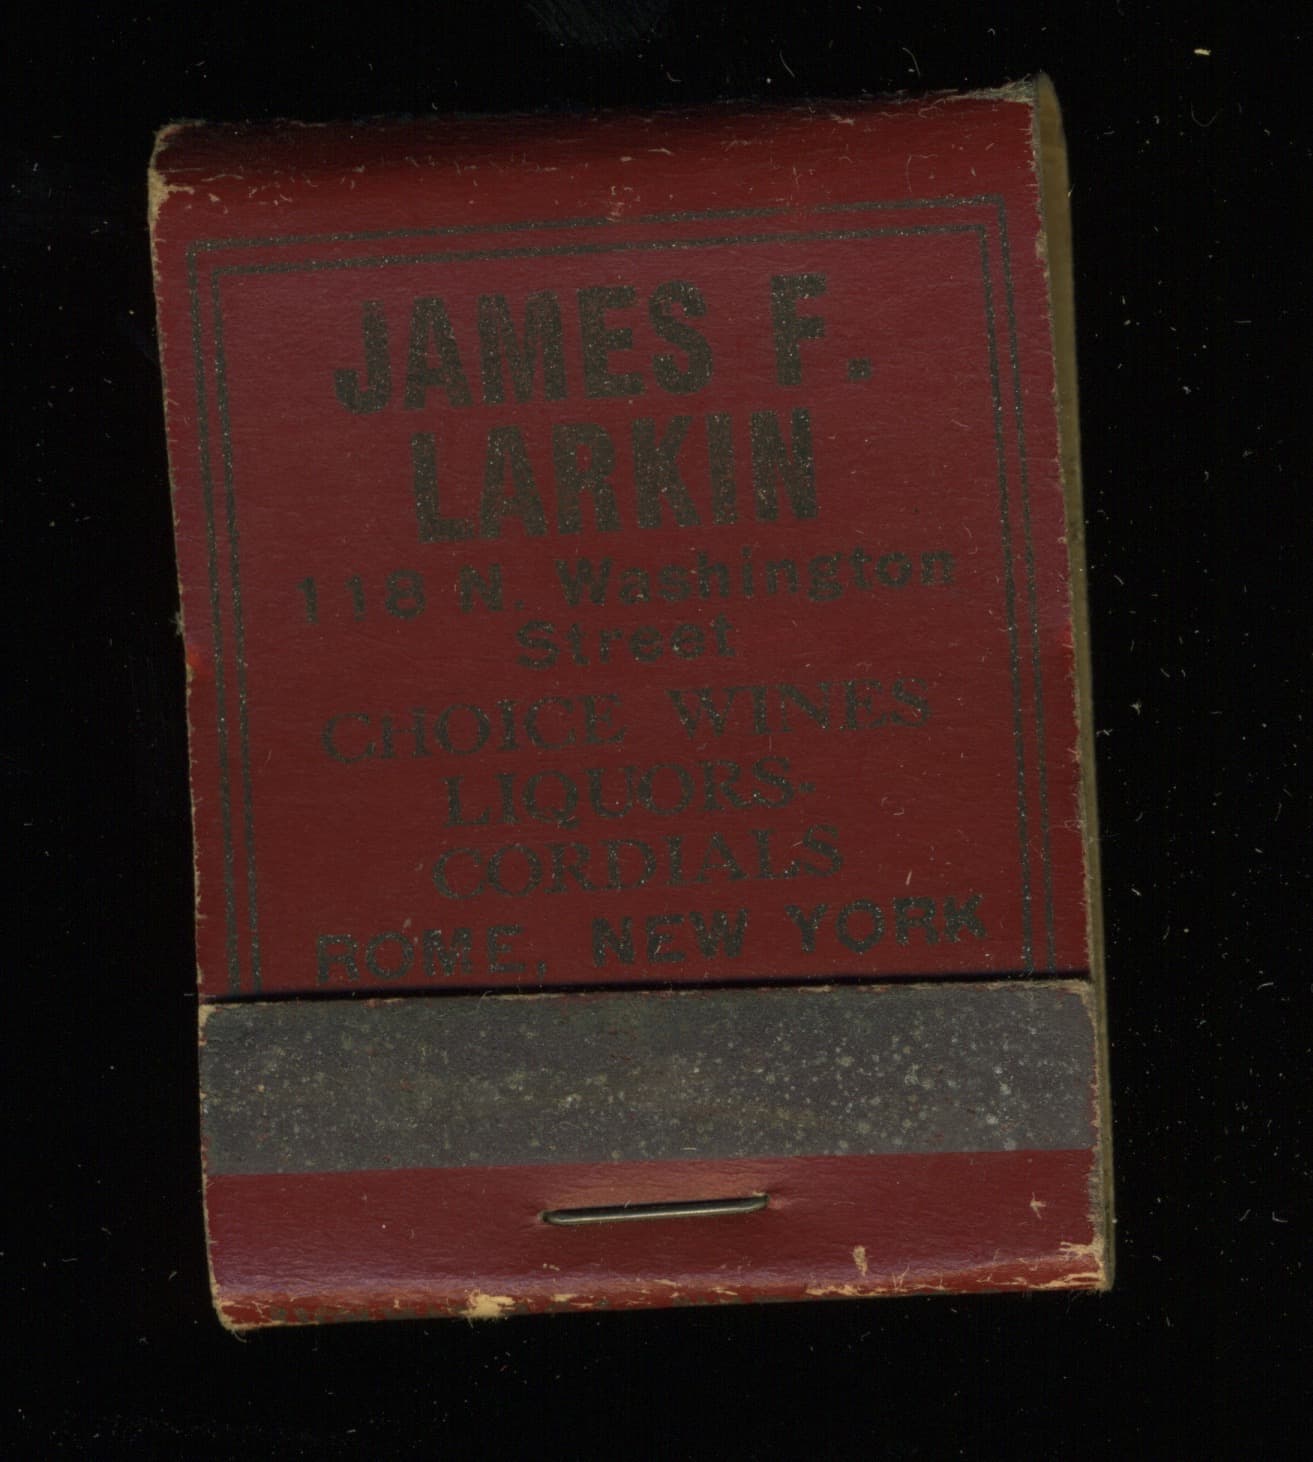 JAMES F.
LARKIN
118 N. Washington
Street
CHOICE WINES
LIQUORS-
CORDIALS
ROME, NEW YORK